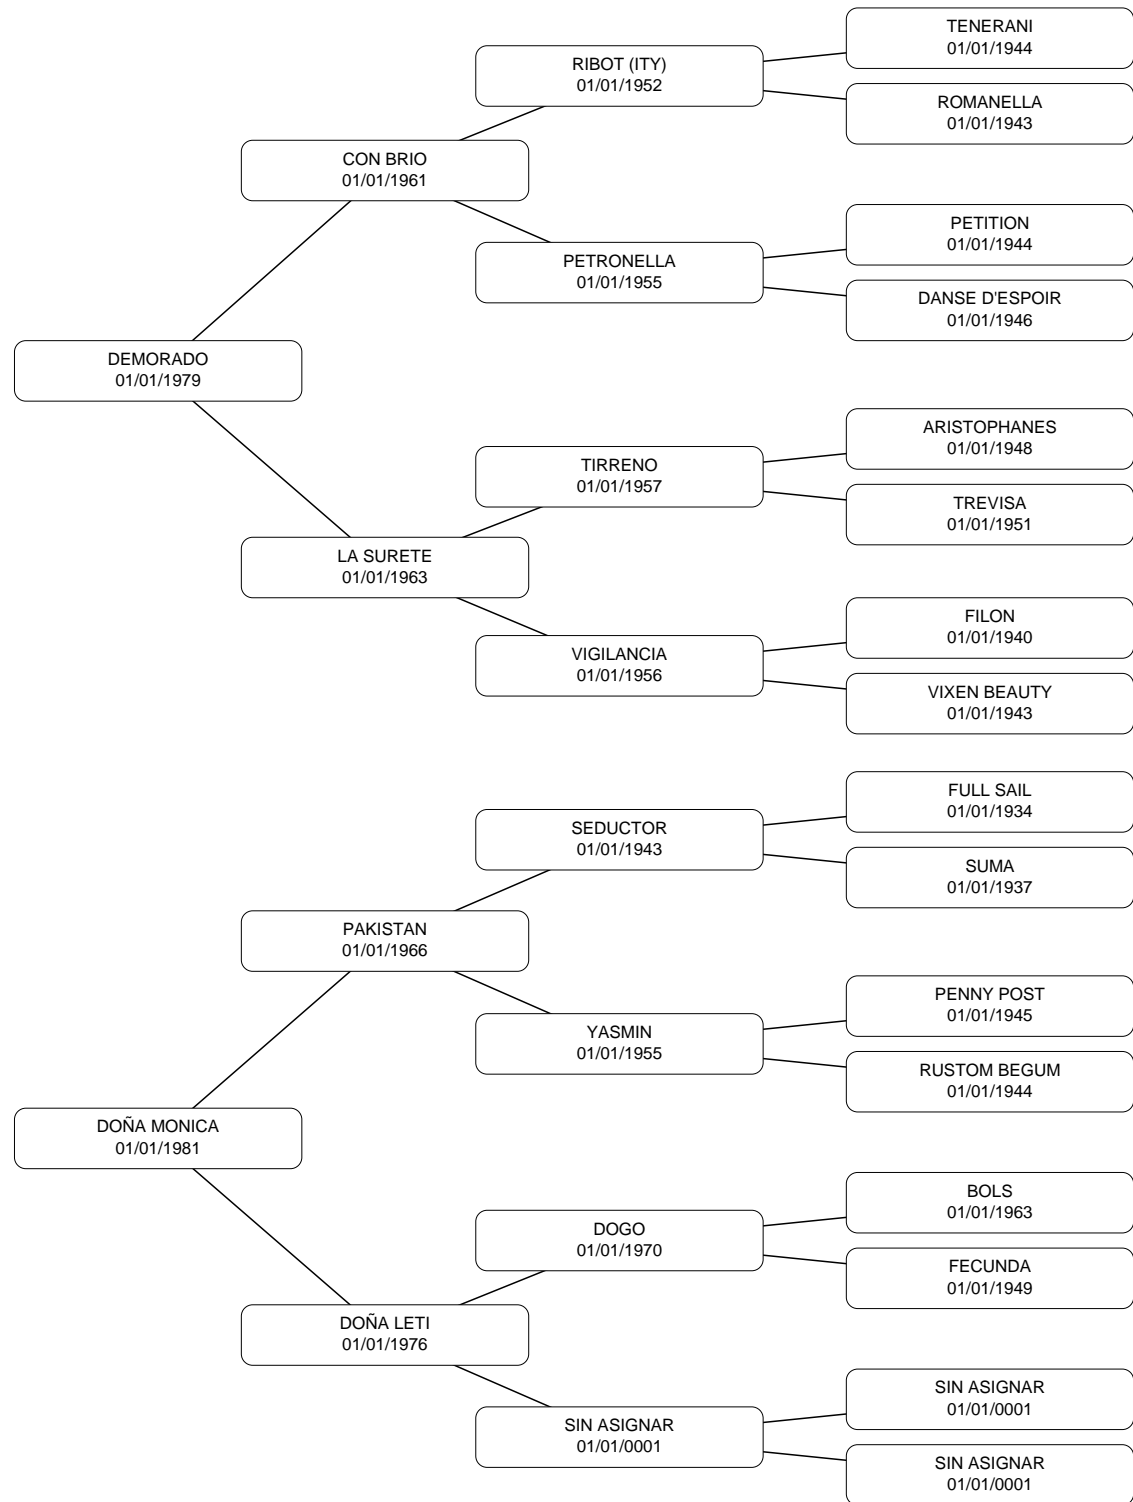 TENERANI
01/01/1944
RIBOT (ITY)
01/01/1952
ROMANELLA
01/01/1943
CON BRIO
01/01/1961
PETITION
01/01/1944
PETRONELLA
01/01/1955
DANSE D'ESPOIR
01/01/1946
DEMORADO
01/01/1979
ARISTOPHANES
01/01/1948
TIRRENO
01/01/1957
TREVISA
01/01/1951
LA SURETE
01/01/1963
FILON
01/01/1940
VIGILANCIA
01/01/1956
VIXEN BEAUTY
01/01/1943
FULL SAIL
01/01/1934
SEDUCTOR
01/01/1943
SUMA
01/01/1937
PAKISTAN
01/01/1966
PENNY POST
01/01/1945
YASMIN
01/01/1955
RUSTOM BEGUM
01/01/1944
DOÑA MONICA
01/01/1981
BOLS
01/01/1963
DOGO
01/01/1970
FECUNDA
01/01/1949
DOÑA LETI
01/01/1976
SIN ASIGNAR
01/01/0001
SIN ASIGNAR
01/01/0001
SIN ASIGNAR
01/01/0001